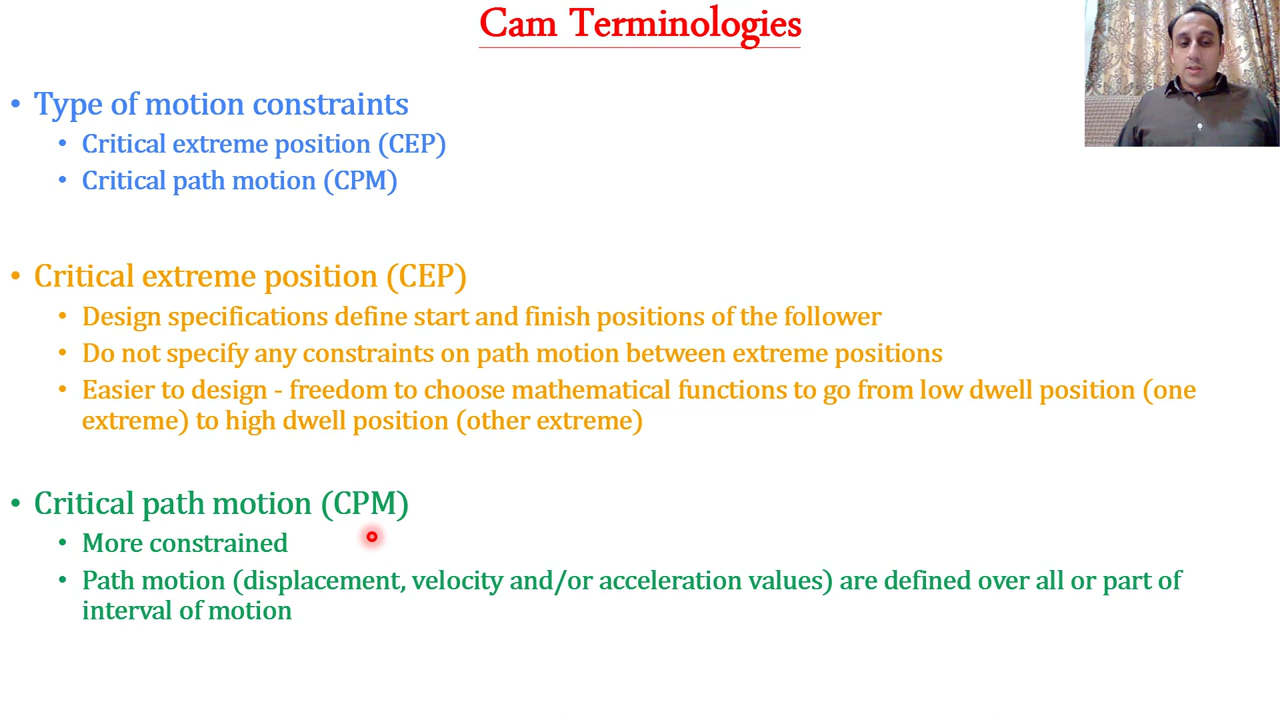 Cam Terminologies
• Type of motion constraints
• Critical extreme position (CEP)
• Critical path motion (CPM)
• Critical extreme position (CEP)
• Design specifications define start and finish positions of the follower
• Do not specify any constraints on path motion between extreme positions
• Easier to design - freedom to choose mathematical functions to go from low dwell position (one
extreme) to high dwell position (other extreme)
• Critical path motion (CPM)
• More constrained
• Path motion (displacement, velocity and/or acceleration values) are defined over all or part of
interval of motion